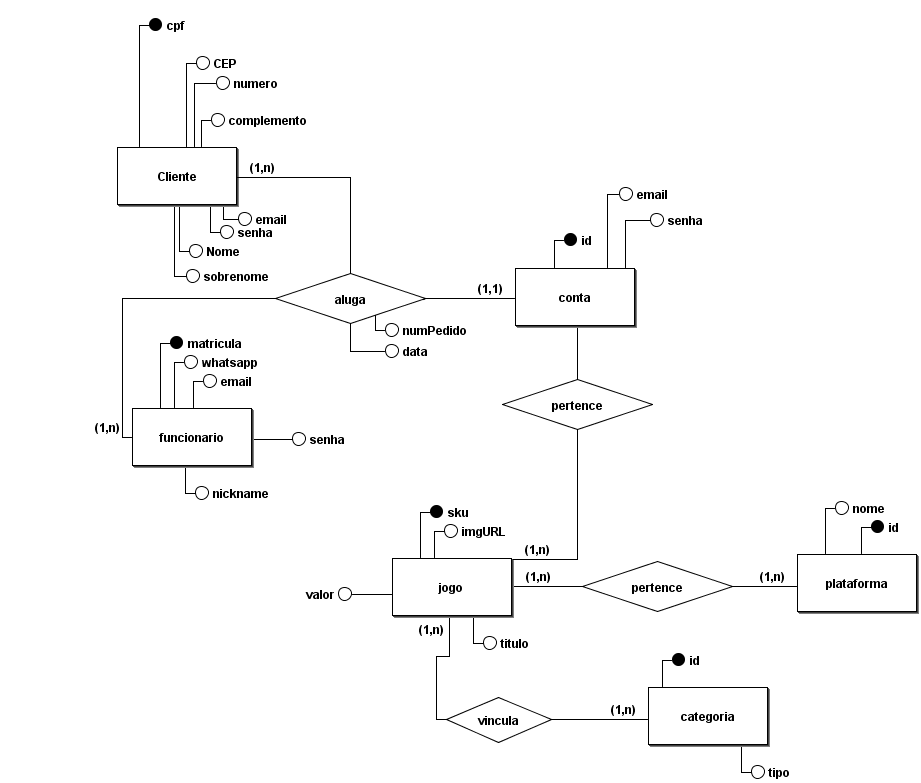 cpf
CEP
numero
complemento
Cliente
(1,n)
email
senha
Nome
sobrenome
email
senha
id
conta
(1,1)
aluga
numPedido
data
matricula
whatsapp
email
(1,n)
funcionario
senha
nickname
pertence
sku
imgURL
(1,n)
(1,n)
valor
jogo
pertence
(1,n)
nome
id
plataforma
(1,n)
titulo
id
vincula
(1,n)
categoria
tipo